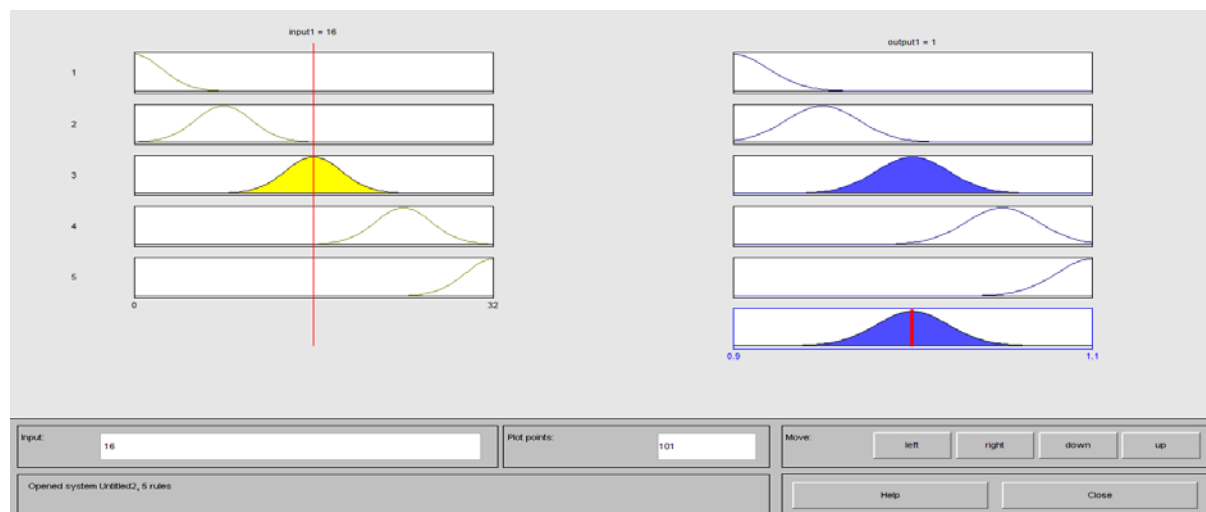 input1 = 16
output1 = 1
1
2
3
4
5
0 32
0.9 1.1
Input: 16
Plot points: 101
Move: left right down up
Opened system Untitled2, 5 rules
Help Close